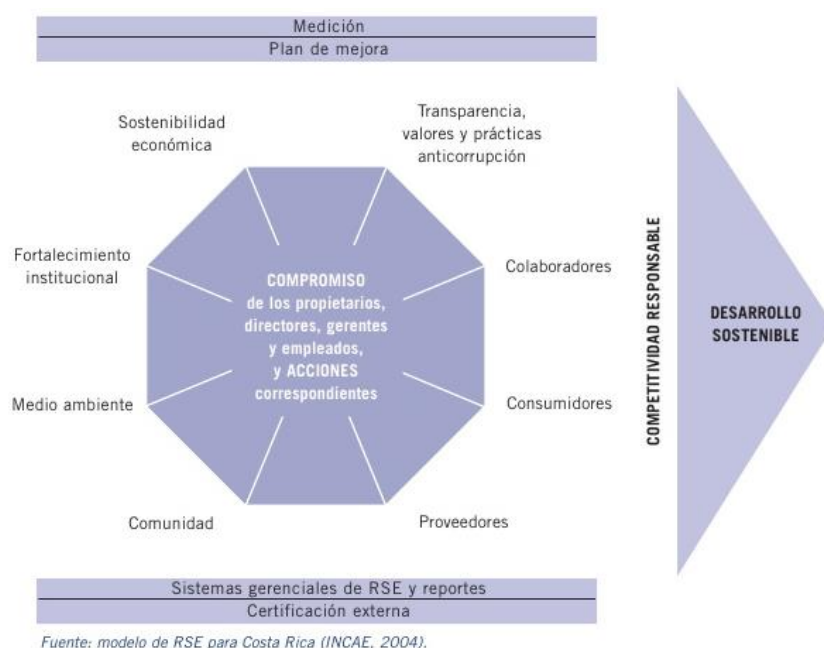 Medición
Plan de mejora
Sostenibilidad
económica
Transparencia,
valores y prácticas
anticorrupción
Fortalecimiento
institucional
Colaboradores
COMPROMISO
de los propietarios,
directores, gerentes
y empleados,
y ACCIONES
correspondientes
Medio ambiente
Consumidores
Comunidad
Proveedores
COMPETITIVIDAD RESPONSABLE
DESARROLLO
SOSTENIBLE
Sistemas gerenciales de RSE y reportes
Certificación externa
Fuente: modelo de RSE para Costa Rica (INCAE, 2004).